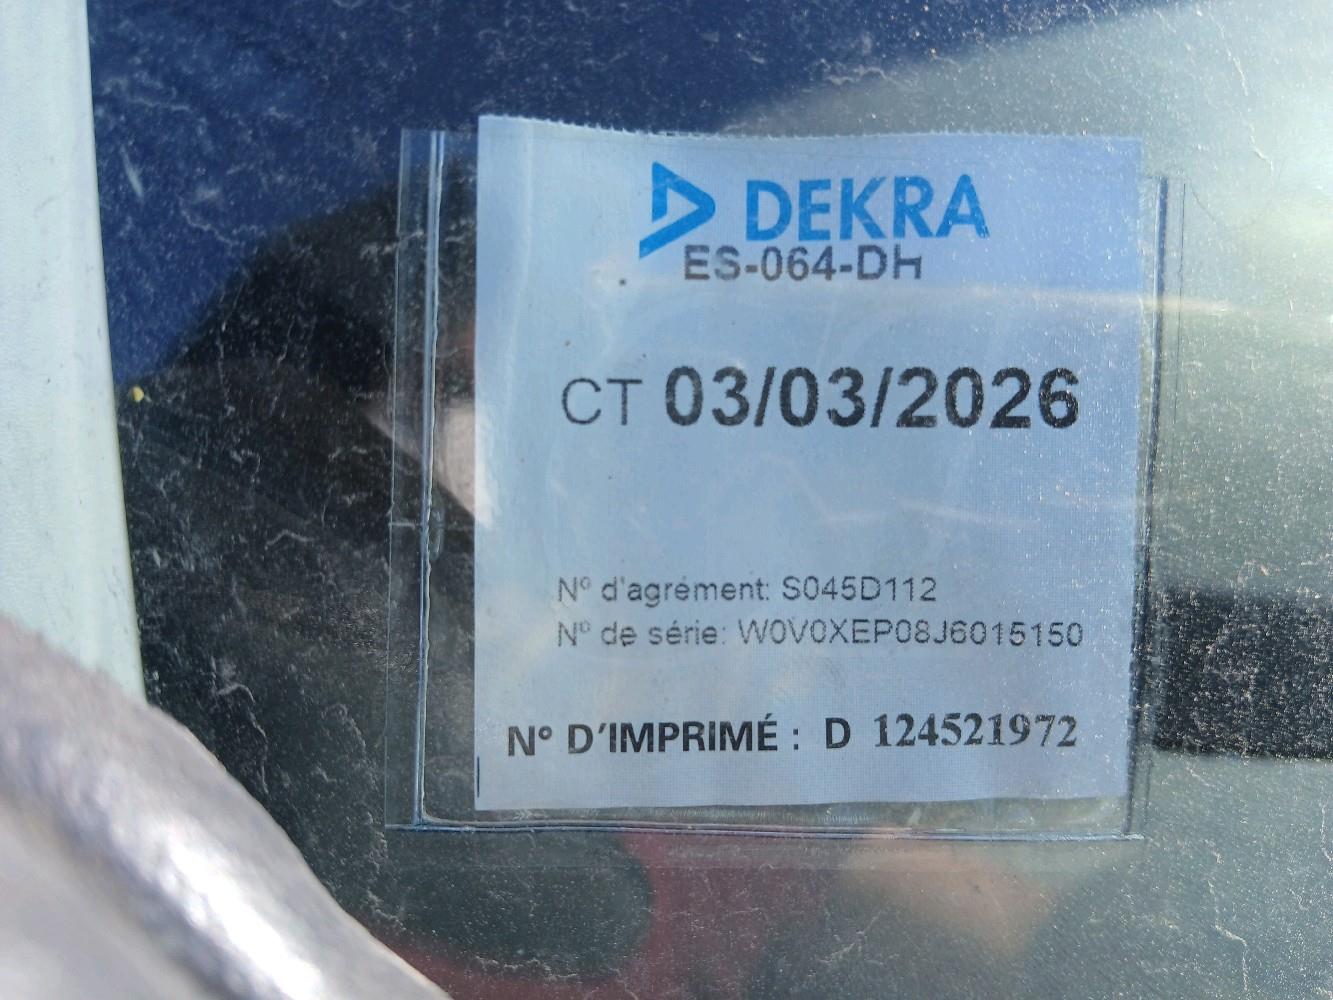 DEKRA
ES-064-DH
CT 03/03/2026
N° d'agrément: S045D112
N° de série: W0V0XEP08J6015150
N° D'IMPRIMÉ : D 124521972